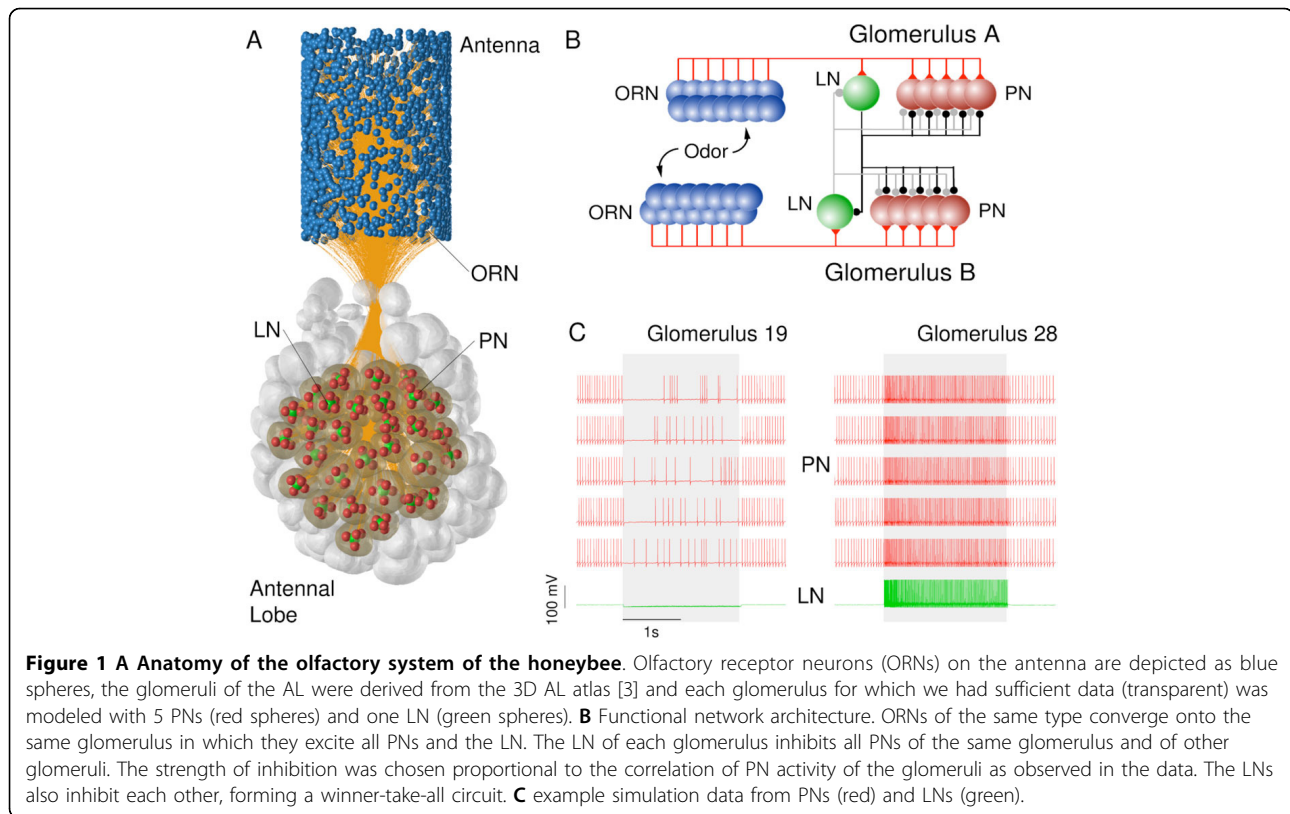 A
Antenna
ORN
LN
PN
Antennal
Lobe
B
Glomerulus A
LN
ORN
PN
Odor
ORN
LN
PN
Glomerulus B
C
Glomerulus 19
Glomerulus 28
PN
LN
100 mV
1s
Figure 1 A Anatomy of the olfactory system of the honeybee. Olfactory receptor neurons (ORNs) on the antenna are depicted as blue
spheres, the glomeruli of the AL were derived from the 3D AL atlas [3] and each glomerulus for which we had sufficient data (transparent) was
modeled with 5 PNs (red spheres) and one LN (green spheres). B Functional network architecture. ORNs of the same type converge onto the
same glomerulus in which they excite all PNs and the LN. The LN of each glomerulus inhibits all PNs of the same glomerulus and of other
glomeruli. The strength of inhibition was chosen proportional to the correlation of PN activity of the glomeruli as observed in the data. The LNs
also inhibit each other, forming a winner-take-all circuit. C example simulation data from PNs (red) and LNs (green).